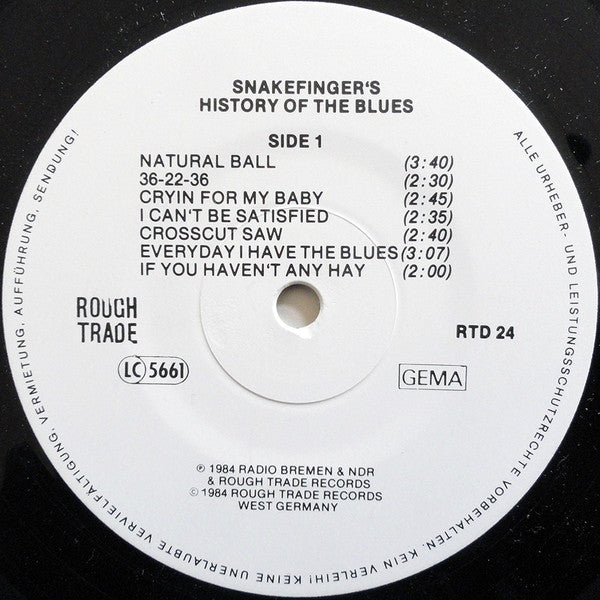 SNAKEFINGER'S
HISTORY OF THE BLUES
SIDE 1
NATURAL BALL (3:40)
36-22-36 (2:30)
CRYIN FOR MY BABY (2:45)
I CAN'T BE SATISFIED (2:35)
CROSSCUT SAW (2:40)
EVERYDAY I HAVE THE BLUES (3:07)
IF YOU HAVEN'T ANY HAY (2:00)
ROUGH
TRADE
RTD 24
LC 5661
GEMA
℗ 1984 RADIO BREMEN & NDR
& ROUGH TRADE RECORDS
© 1984 ROUGH TRADE RECORDS
WEST GERMANY
ALLE URHEBER- UND LEISTUNGSSCHUTZRECHTE VORBEHALTEN. KEIN VERLEIH! KEINE UNERLAUBTE VERVIELFÄLTIGUNG, VERMIETUNG, AUFFÜHRUNG, SENDUNG!